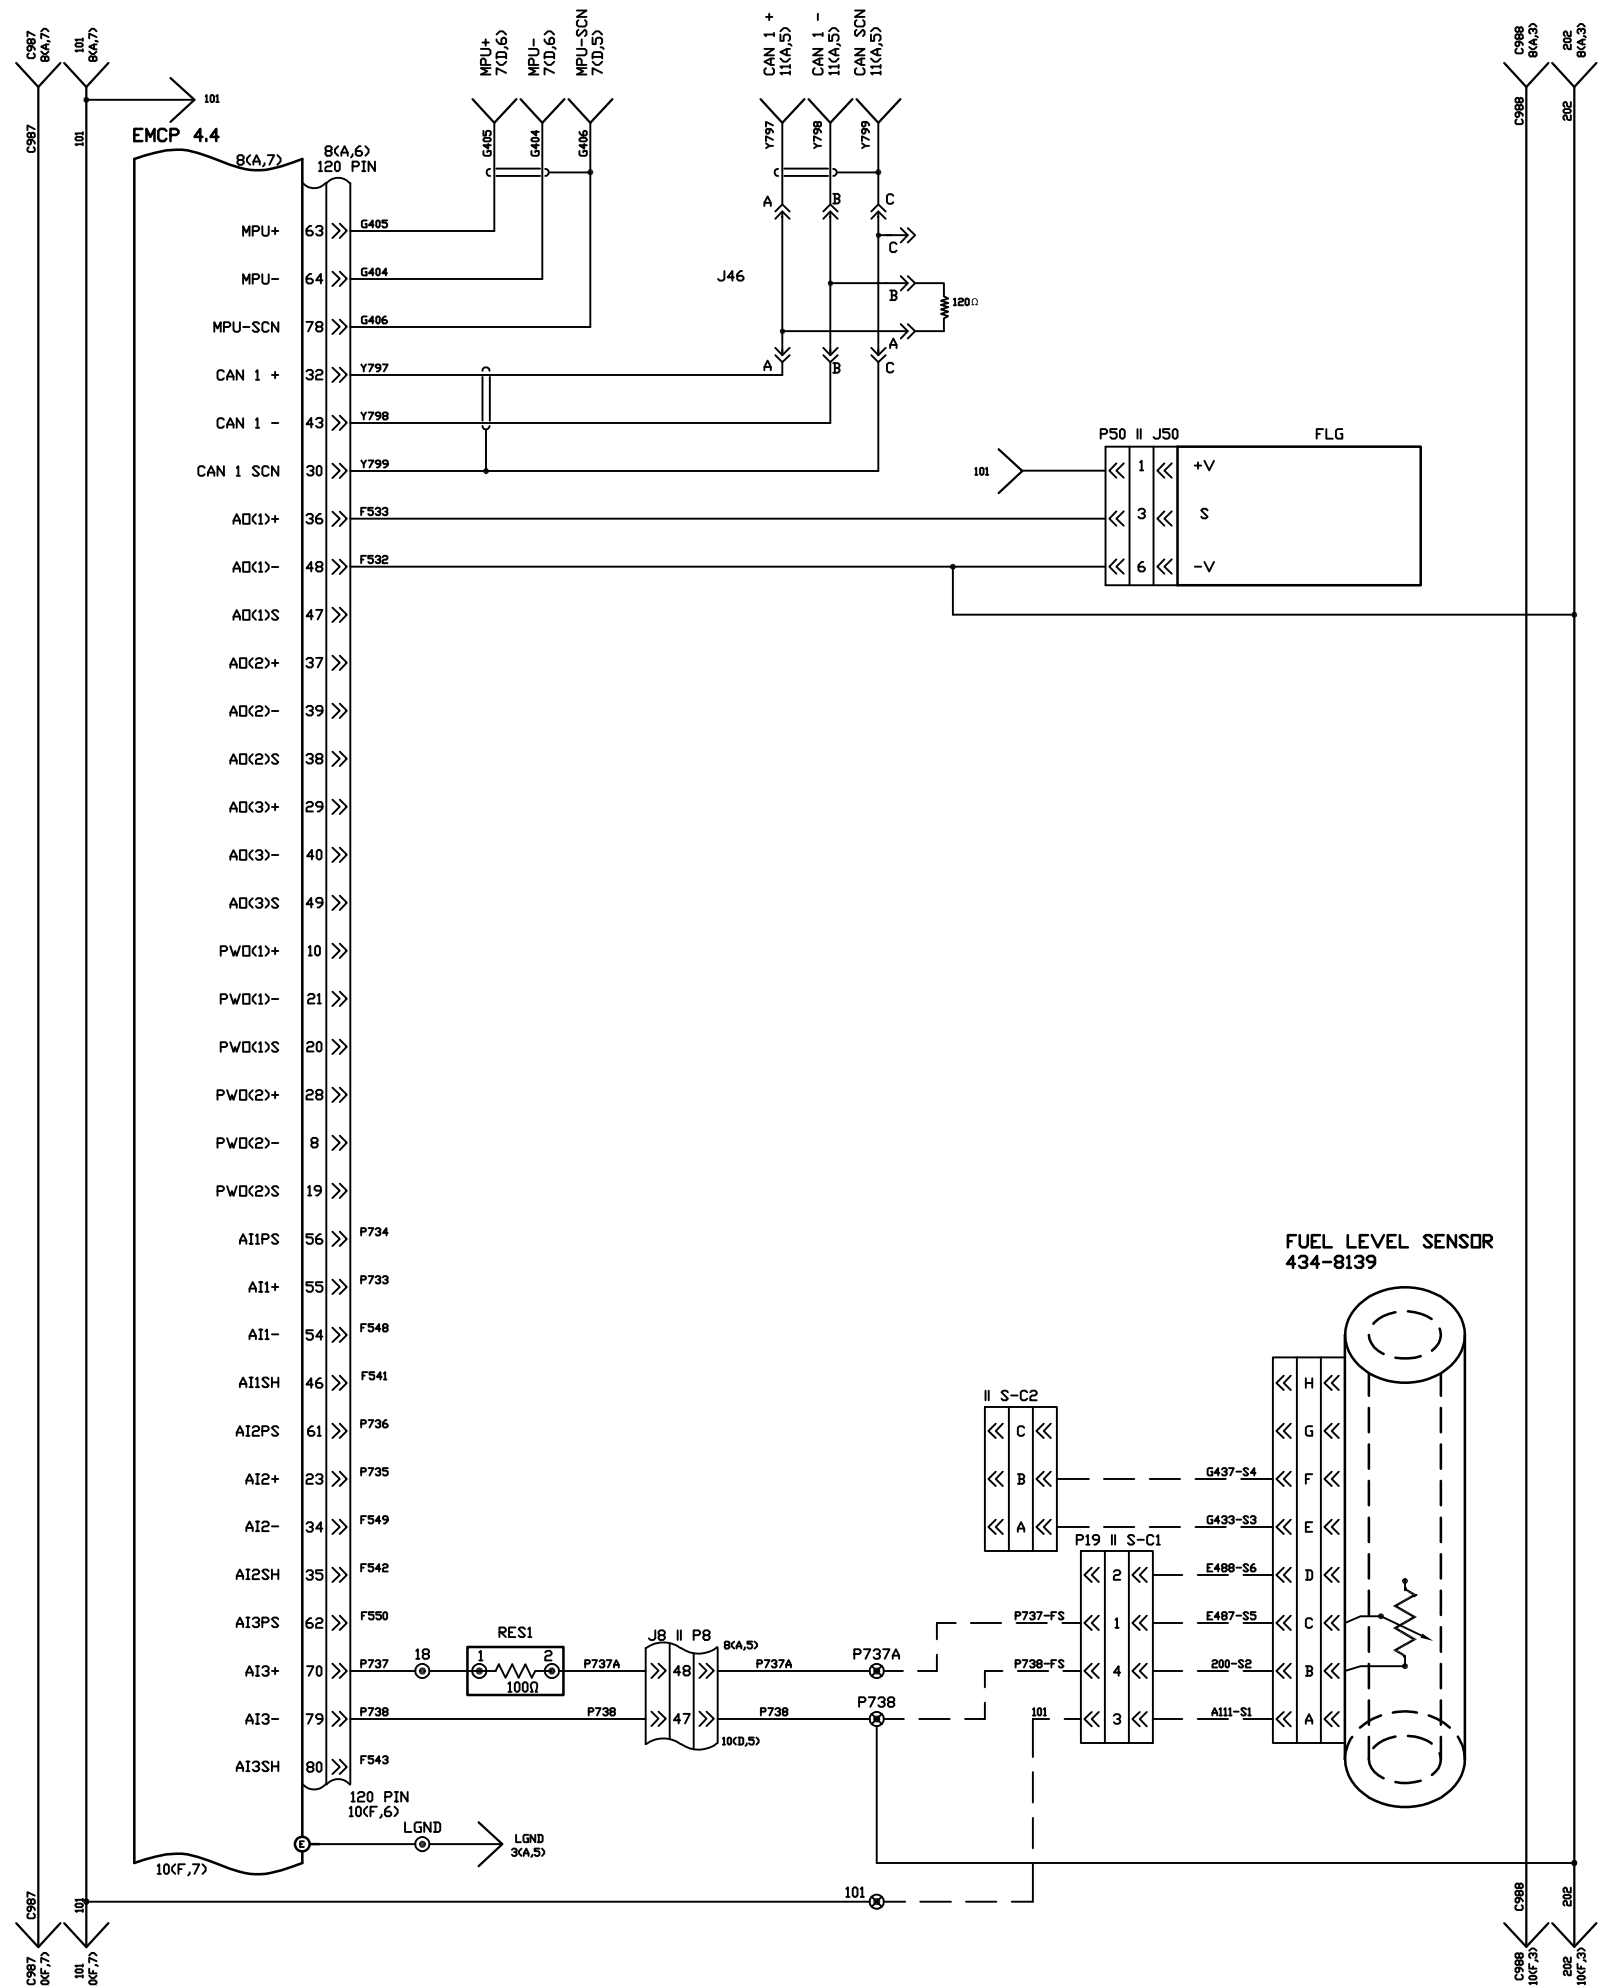 C987
8(A,7)
101
8(A,7)
MPU+
7(D,6)
MPU-
7(D,6)
MPU-SCN
7(D,5)
CAN 1 +
11(A,5)
CAN 1 -
11(A,5)
CAN SCN
11(A,5)
C988
8(A,3)
202
8(A,3)
101
C987
101
G405
G404
G406
Y797
Y798
Y799
C988
202
EMCP 4.4
8(A,7)
8(A,6)
120 PIN
A
B
C
C
J46
B
120Ω
A
A
B
C
MPU+ 63 G405
MPU- 64 G404
MPU-SCN 78 G406
CAN 1 + 32 Y797
CAN 1 - 43 Y798
CAN 1 SCN 30 Y799
AO(1)+ 36 F533
AO(1)- 48 F532
AO(1)S 47
AO(2)+ 37
AO(2)- 39
AO(2)S 38
AO(3)+ 29
AO(3)- 40
AO(3)S 49
PWO(1)+ 10
PWO(1)- 21
PWO(1)S 20
PWO(2)+ 28
PWO(2)- 8
PWO(2)S 19
AI1PS 56 P734
AI1+ 55 P733
AI1- 54 F548
AI1SH 46 F541
AI2PS 61 P736
AI2+ 23 P735
AI2- 34 F549
AI2SH 35 F542
AI3PS 62 F550
AI3+ 70 P737
AI3- 79 P738
AI3SH 80 F543
P50 II J50
FLG
101
1 +V
3 S
6 -V
FUEL LEVEL SENSOR
434-8139
II S-C2
C
B
A
H
G
G437-S4 F
G433-S3 E
P19 II S-C1
2 E488-S6 D
P737-FS 1 E487-S5 C
P738-FS 4 200-S2 B
101 3 A111-S1 A
18
RES1
1
2
100Ω
P737A
J8 II P8
8(A,5)
48
P737A
P737A
P738
47
P738
P738
10(D,5)
120 PIN
10(F,6)
E
LGND
LGND
3(A,5)
10(F,7)
101
C987
101
C988
202
C987
0(F,7)
101
0(F,7)
C988
10(F,3)
202
10(F,3)